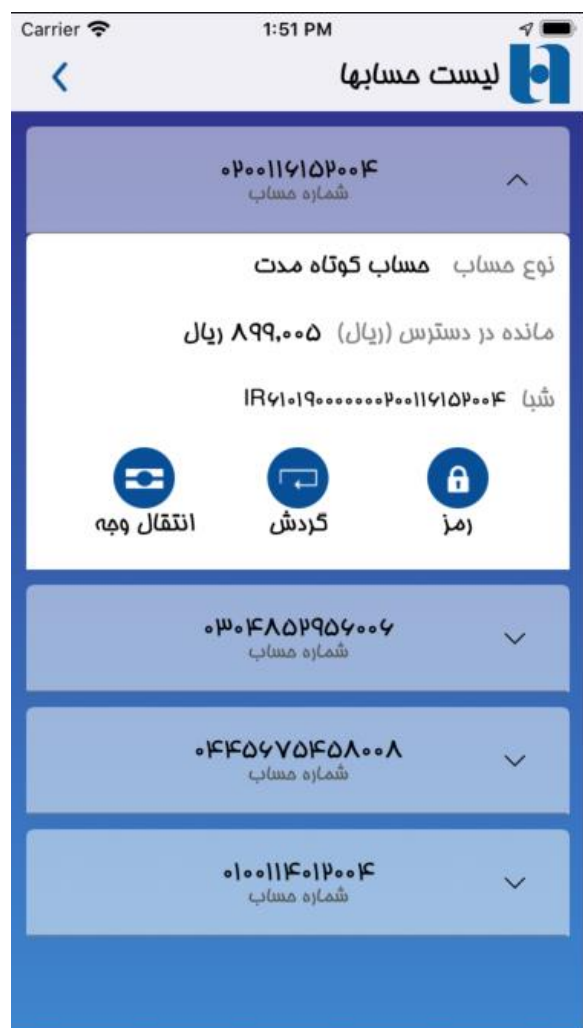 Carrier 1:51 PM
لیست حسابها
۰۲۰۰۱۱۶۱۵۲۰۰۴
شماره حساب
نوع حساب حساب کوتاه مدت
مانده در دسترس (ریال) ۸۹۹,۰۰۵ ریال
شبا IR۶۱۰۱۹۰۰۰۰۰۰۰۲۰۰۱۱۶۱۵۲۰۰۴
رمز گردش انتقال وجه
۰۳۰۴۸۵۲۹۵۶۰۰۶
شماره حساب
۰۴۴۵۶۷۵۴۵۸۰۰۸
شماره حساب
۰۱۰۰۱۱۴۰۱۲۰۰۴
شماره حساب